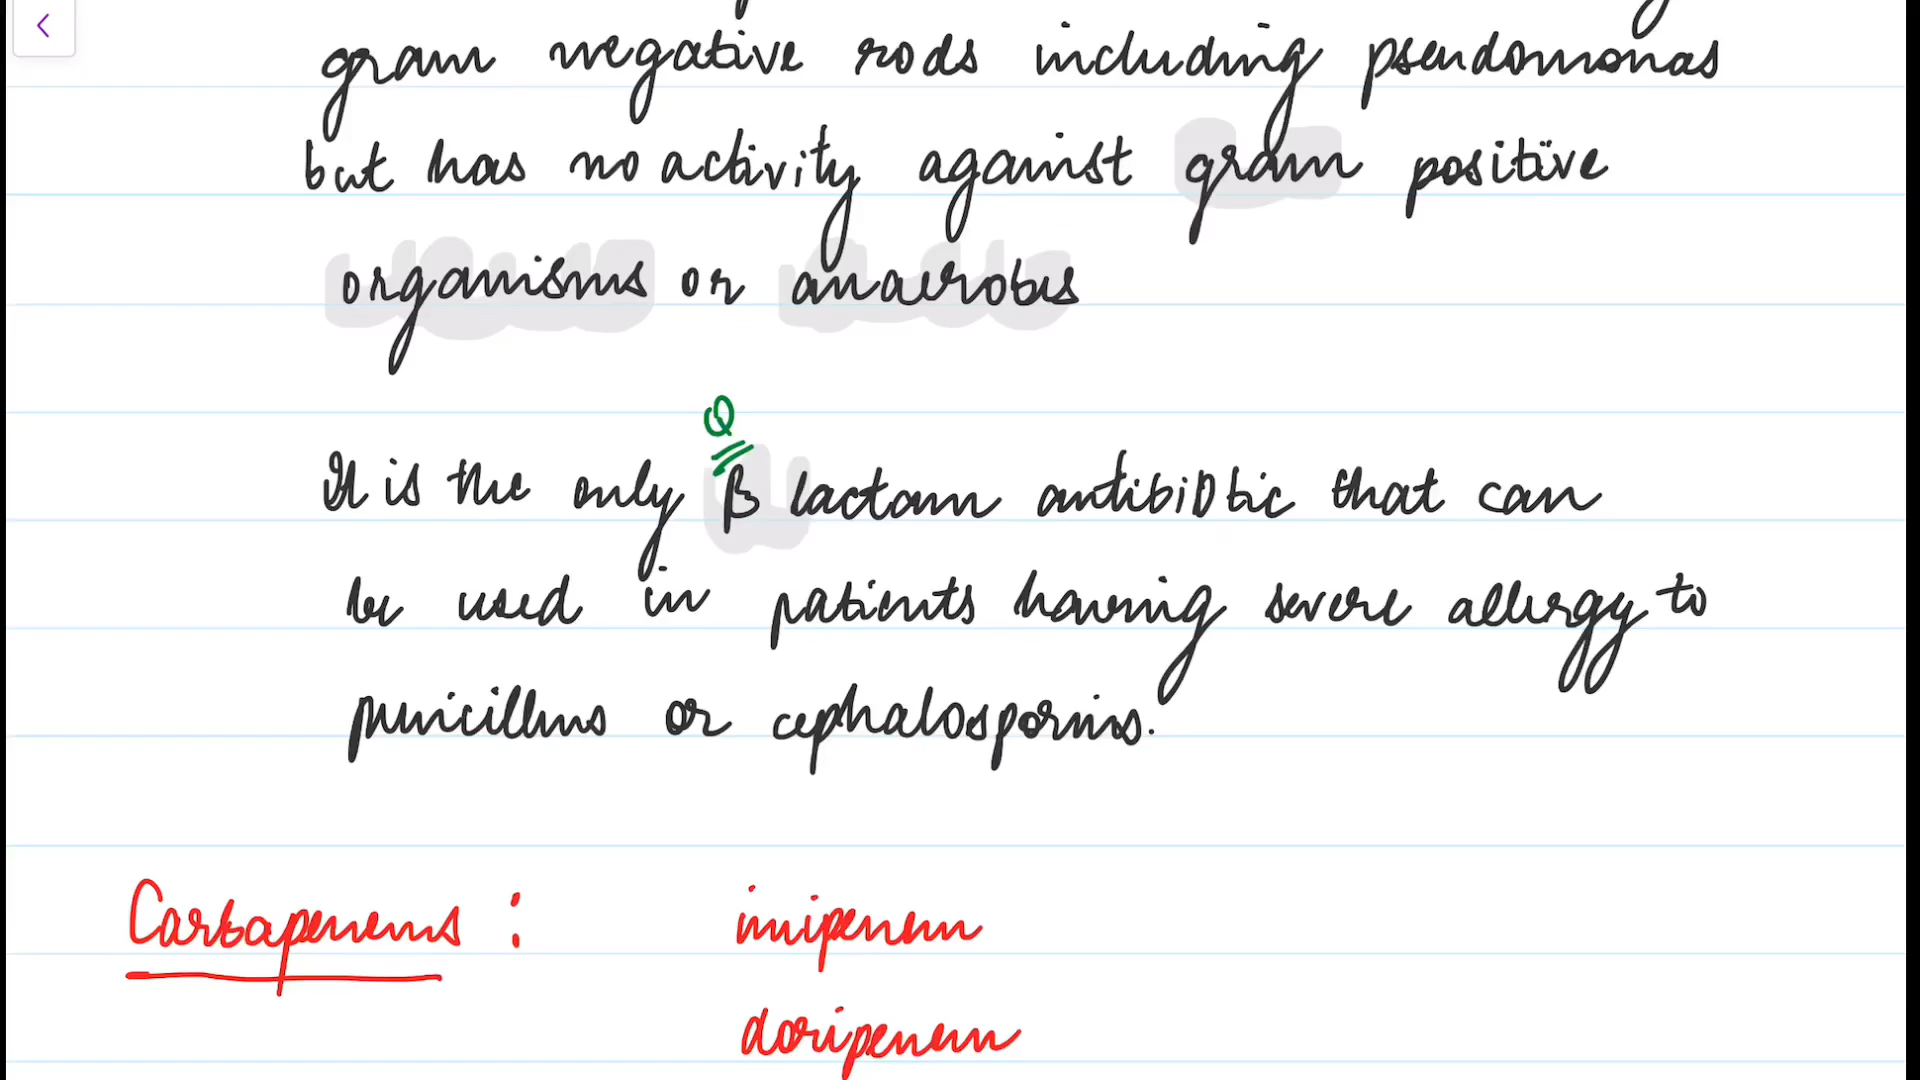 gram negative rods including pseudomonas
but has no activity against gram positive
organisms or anaerobes
Q
It is the only β lactam antibiotic that can
be used in patients having severe allergy to
penicillins or cephalosporins.
Carbapenems : imipenem
doripenem